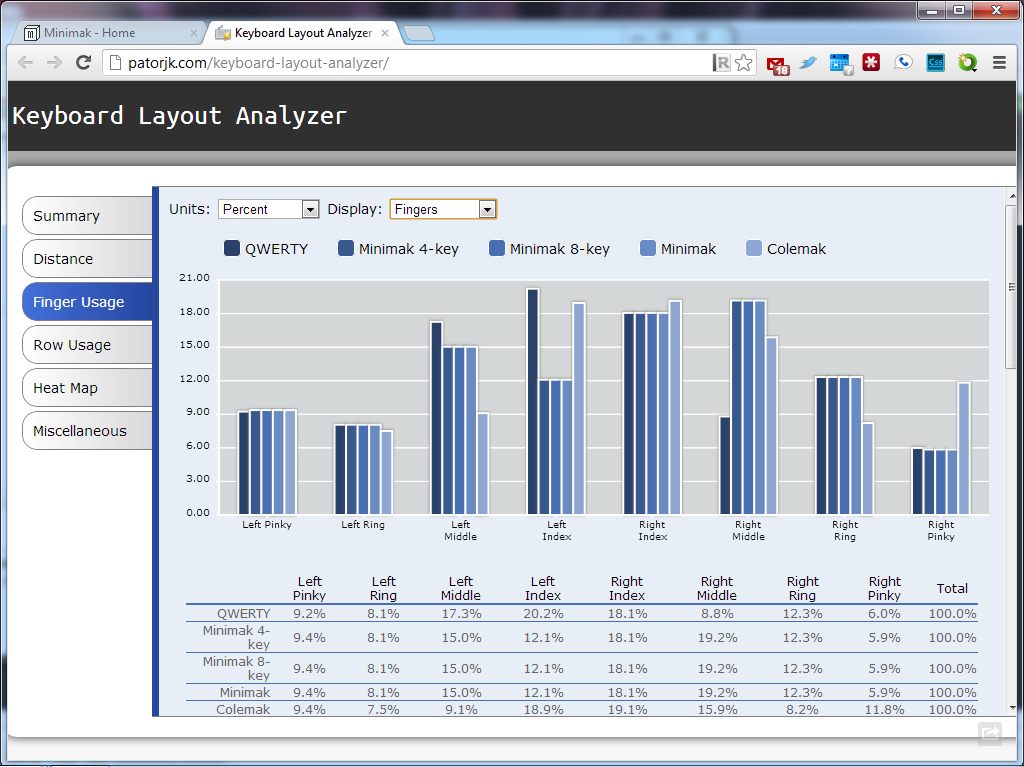 Minimak - Home
Keyboard Layout Analyzer
patorjk.com/keyboard-layout-analyzer/
18
?
Css
Keyboard Layout Analyzer
Summary
Distance
Finger Usage
Row Usage
Heat Map
Miscellaneous
Units: Percent Display: Fingers
QWERTY Minimak 4-key Minimak 8-key Minimak Colemak
21.00
18.00
15.00
12.00
9.00
6.00
3.00
0.00
Left Pinky Left Ring Left Middle Left Index Right Index Right Middle Right Ring Right Pinky
Left Pinky Left Ring Left Middle Left Index Right Index Right Middle Right Ring Right Pinky Total
QWERTY 9.2% 8.1% 17.3% 20.2% 18.1% 8.8% 12.3% 6.0% 100.0%
Minimak 4-key 9.4% 8.1% 15.0% 12.1% 18.1% 19.2% 12.3% 5.9% 100.0%
Minimak 8-key 9.4% 8.1% 15.0% 12.1% 18.1% 19.2% 12.3% 5.9% 100.0%
Minimak 9.4% 8.1% 15.0% 12.1% 18.1% 19.2% 12.3% 5.9% 100.0%
Colemak 9.4% 7.5% 9.1% 18.9% 19.1% 15.9% 8.2% 11.8% 100.0%